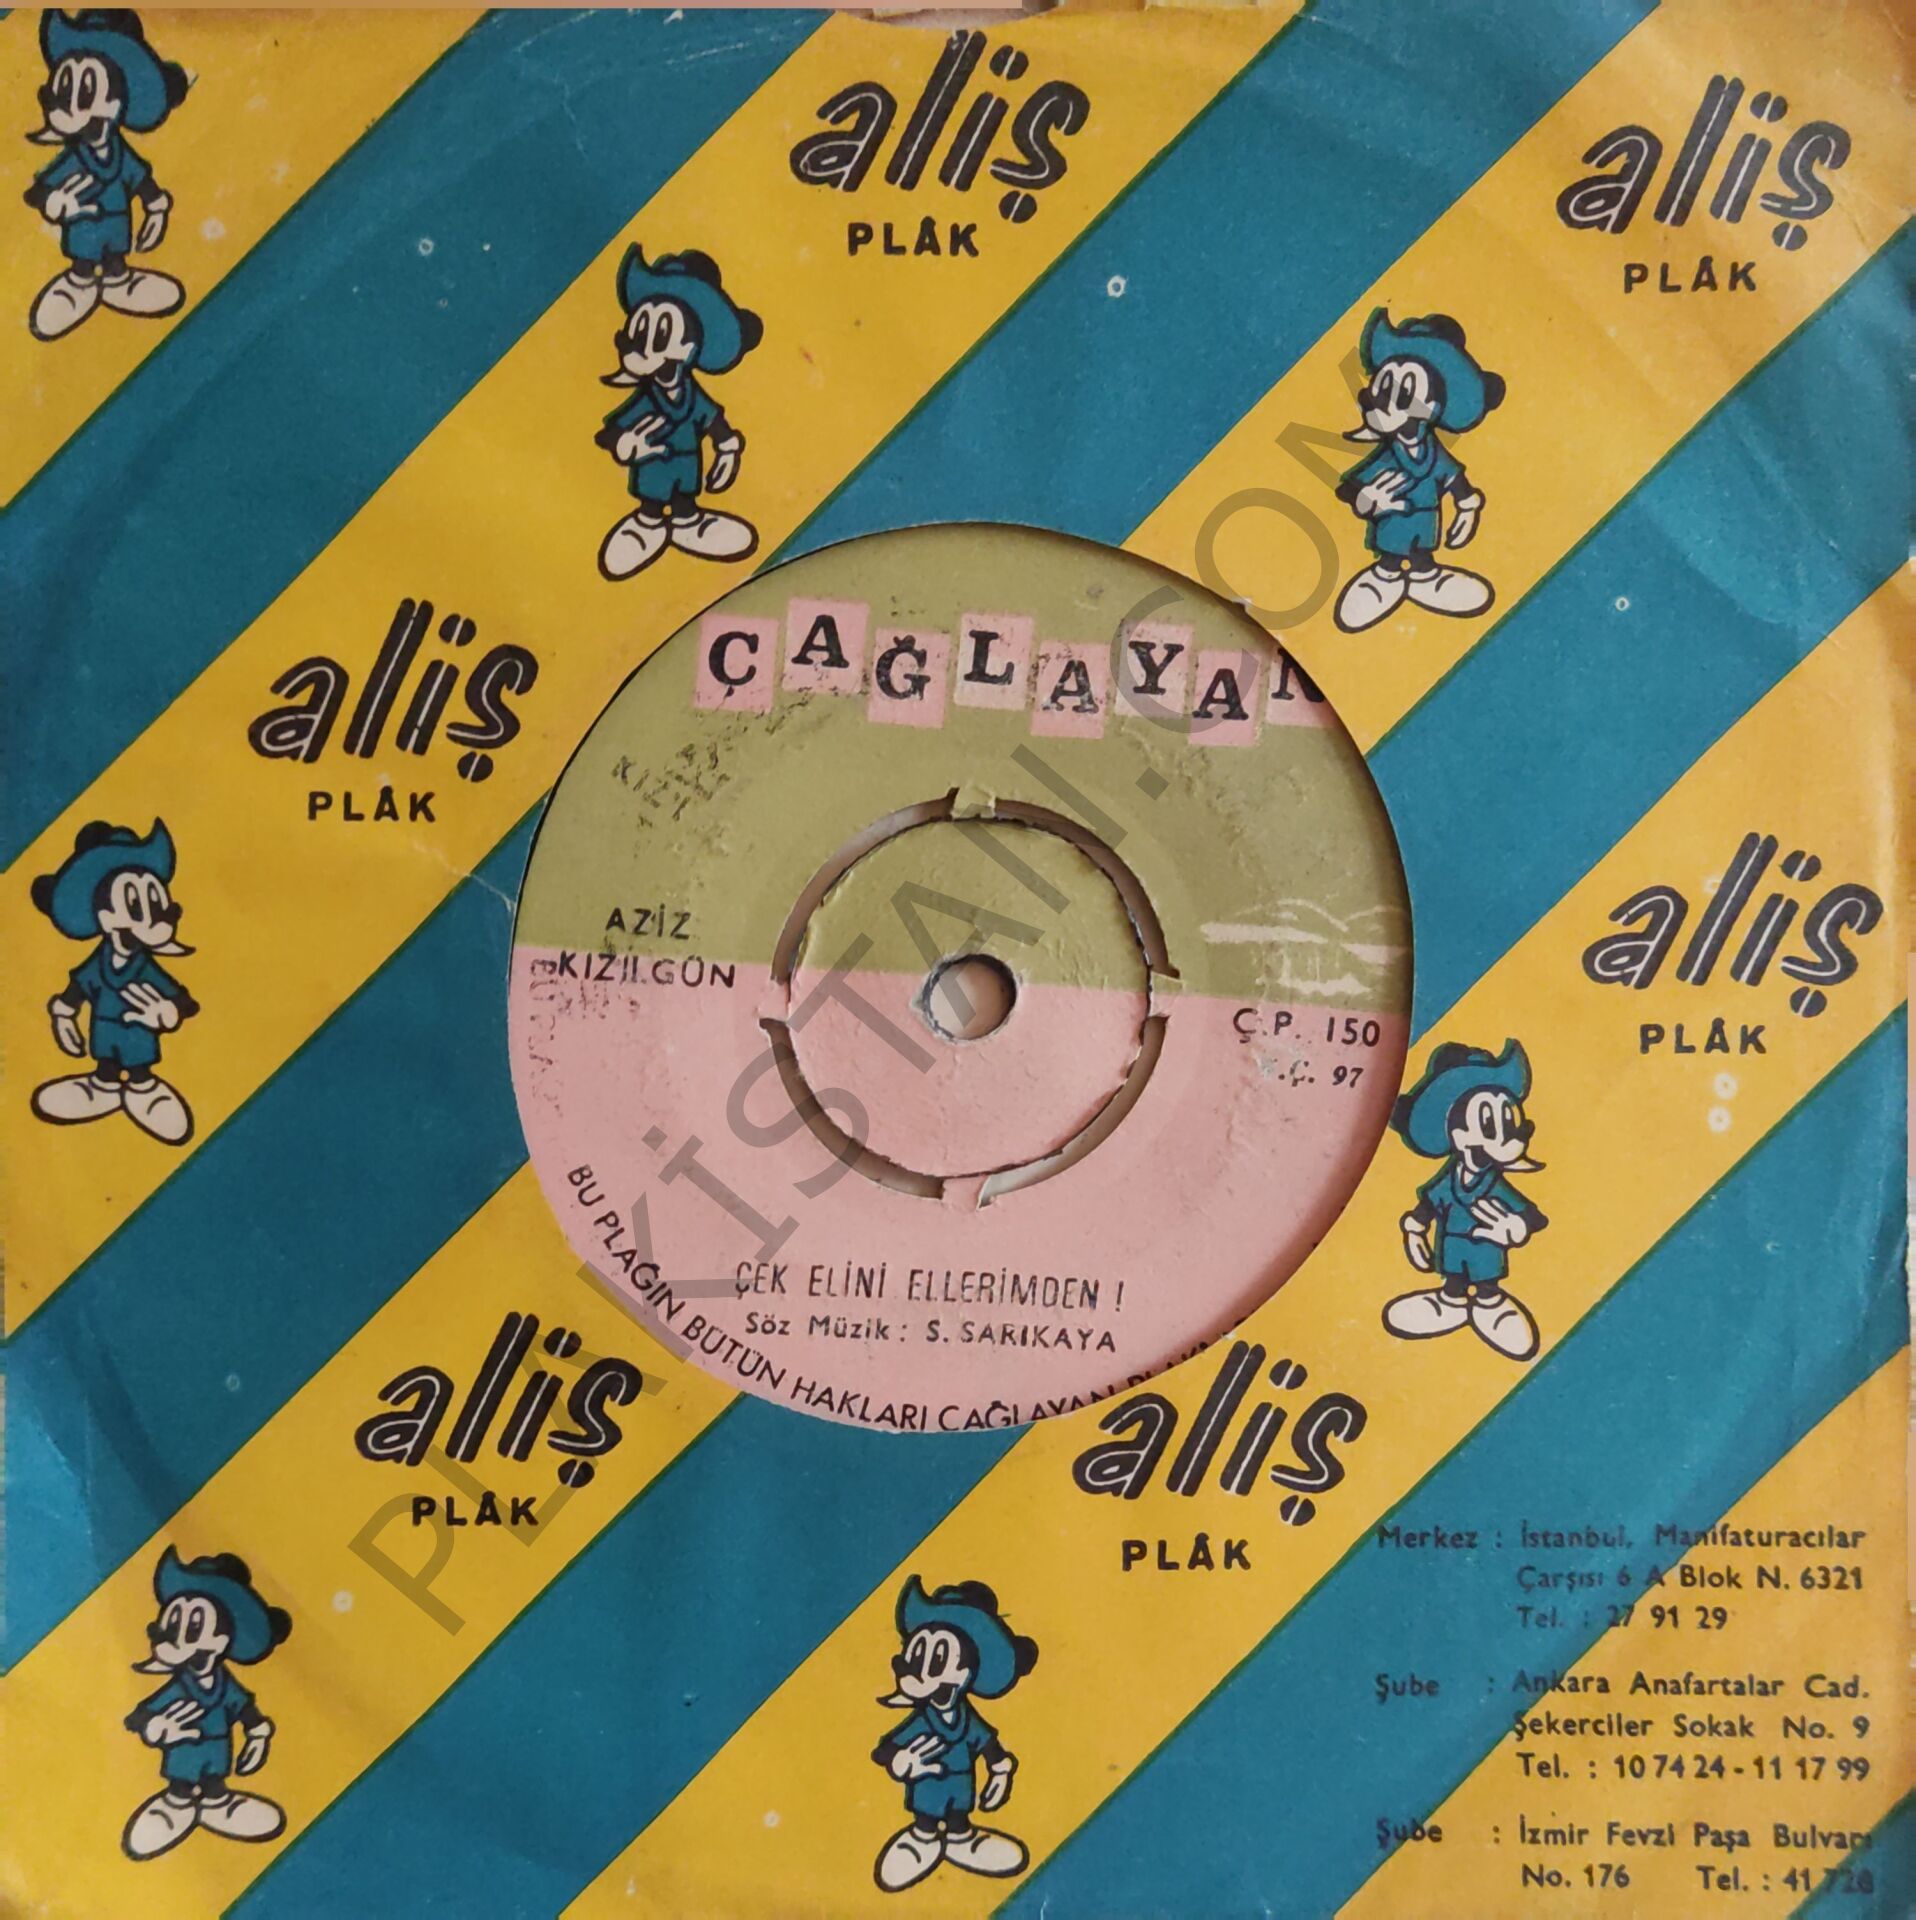 aliş
PLÂK
aliş
PLÂK
aliş
PLÂK
ÇAĞLAYAN
AZİZ
KIZILGÜN
Ç.P. 150
.Ç. 97
ÇEK ELİNİ ELLERİMDEN !
Söz Müzik : S. SARIKAYA
BU PLAĞIN BÜTÜN HAKLARI ÇAĞLAYAN
aliş
PLÂK
aliş
PLÂK
aliş
PLÂK
Merkez : İstanbul, Manifaturacılar
Çarşısı 6 A Blok N. 6321
Tel. : 27 91 29
Şube : Ankara Anafartalar Cad.
Şekerciler Sokak No. 9
Tel. : 10 74 24 - 11 17 99
Şube : İzmir Fevzi Paşa Bulvarı
No. 176 Tel. : 41 728
PLAKİSTAN.COM